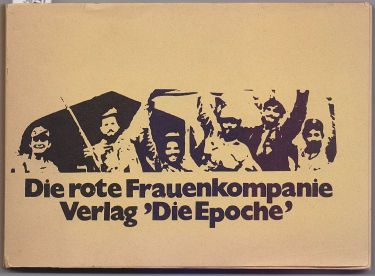 Die rote Frauenkompanie
Verlag 'Die Epoche'